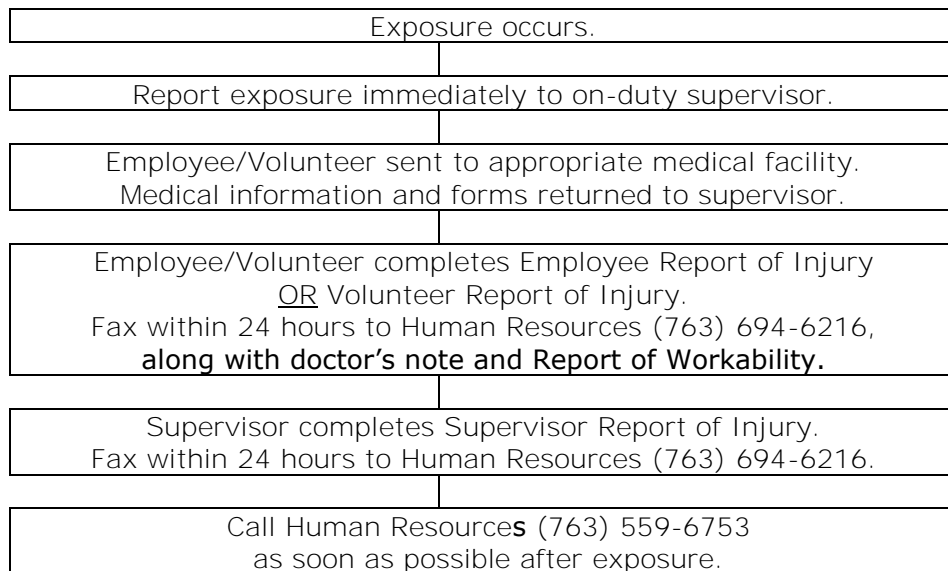 Exposure occurs.
Report exposure immediately to on-duty supervisor.
Employee/Volunteer sent to appropriate medical facility.
Medical information and forms returned to supervisor.
Employee/Volunteer completes Employee Report of Injury
OR Volunteer Report of Injury.
Fax within 24 hours to Human Resources (763) 694-6216,
along with doctor’s note and Report of Workability.
Supervisor completes Supervisor Report of Injury.
Fax within 24 hours to Human Resources (763) 694-6216.
Call Human Resources (763) 559-6753
as soon as possible after exposure.